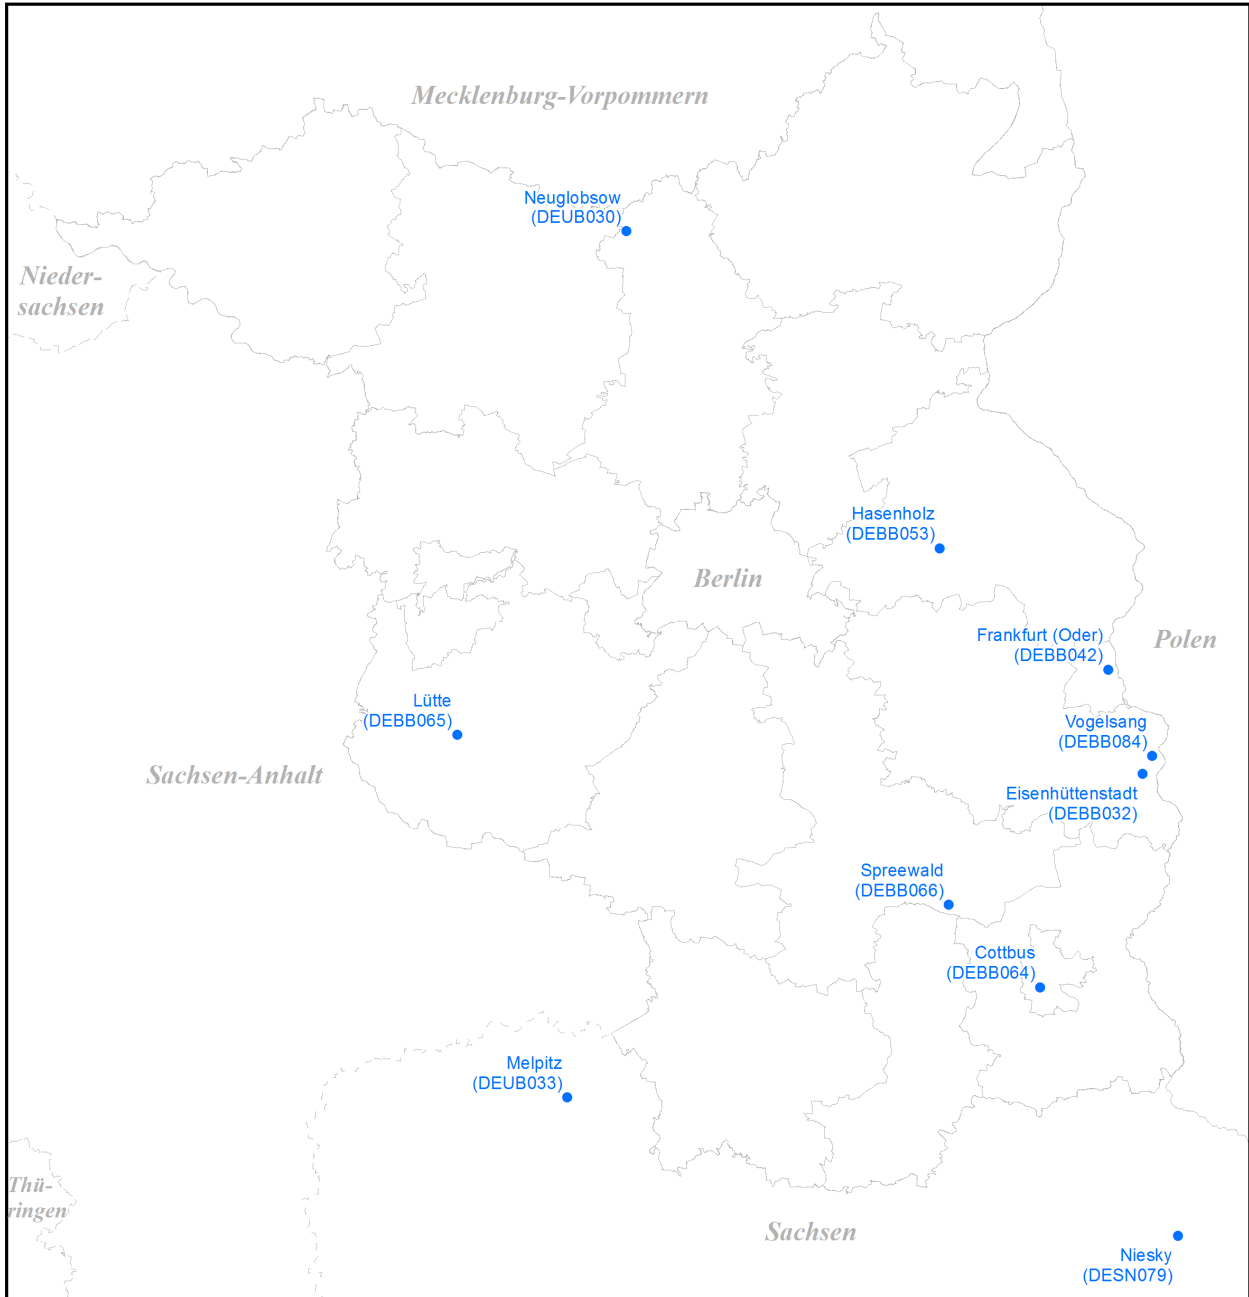 Mecklenburg-Vorpommern
Neuglobsow
(DEUB030)
Nieder-
sachsen
Hasenholz
(DEBB053)
Berlin
Frankfurt (Oder)
(DEBB042)
Polen
Lütte
(DEBB065)
Vogelsang
(DEBB084)
Sachsen-Anhalt
Eisenhüttenstadt
(DEBB032)
Spreewald
(DEBB066)
Cottbus
(DEBB064)
Melpitz
(DEUB033)
Thü-
ringen
Sachsen
Niesky
(DESN079)